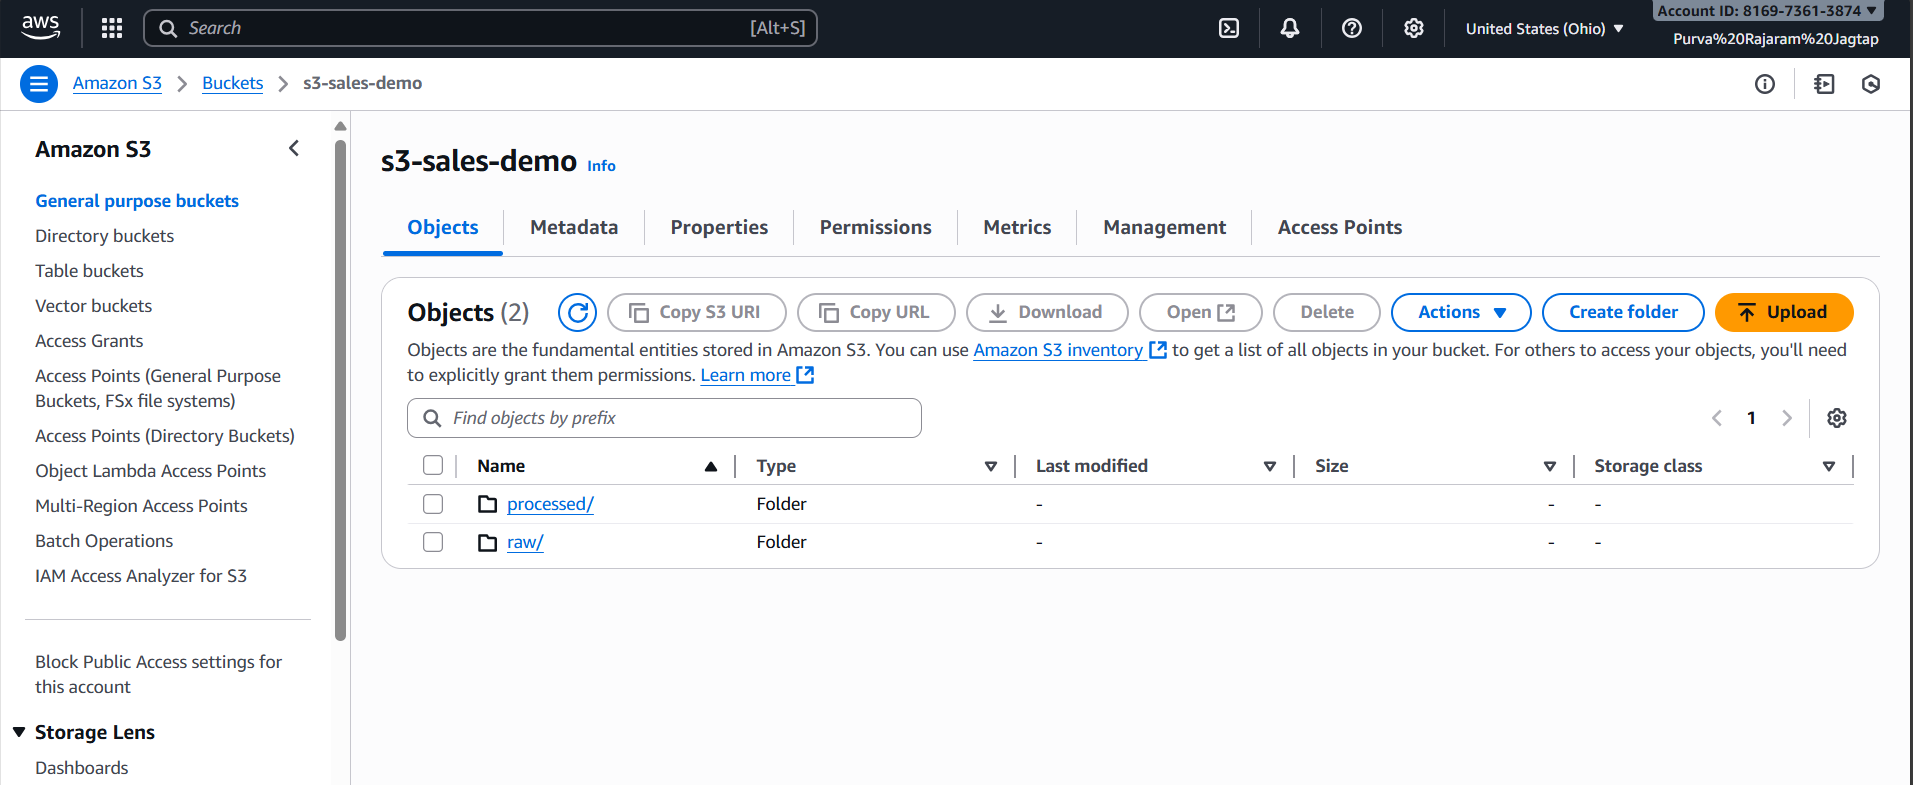 aws
Search [Alt+S]
United States (Ohio)
Account ID: 8169-7361-3874
Purva%20Rajaram%20Jagtap
Amazon S3
Buckets
s3-sales-demo
Amazon S3
General purpose buckets
Directory buckets
Table buckets
Vector buckets
Access Grants
Access Points (General Purpose
Buckets, FSx file systems)
Access Points (Directory Buckets)
Object Lambda Access Points
Multi-Region Access Points
Batch Operations
IAM Access Analyzer for S3
Block Public Access settings for
this account
Storage Lens
Dashboards
s3-sales-demo Info
Objects Metadata Properties Permissions Metrics Management Access Points
Objects (2) Copy S3 URI Copy URL Download Open Delete Actions Create folder Upload
Objects are the fundamental entities stored in Amazon S3. You can use Amazon S3 inventory to get a list of all objects in your bucket. For others to access your objects, you'll need
to explicitly grant them permissions. Learn more
Find objects by prefix
1
Name Type Last modified Size Storage class
processed/ Folder - - -
raw/ Folder - - -